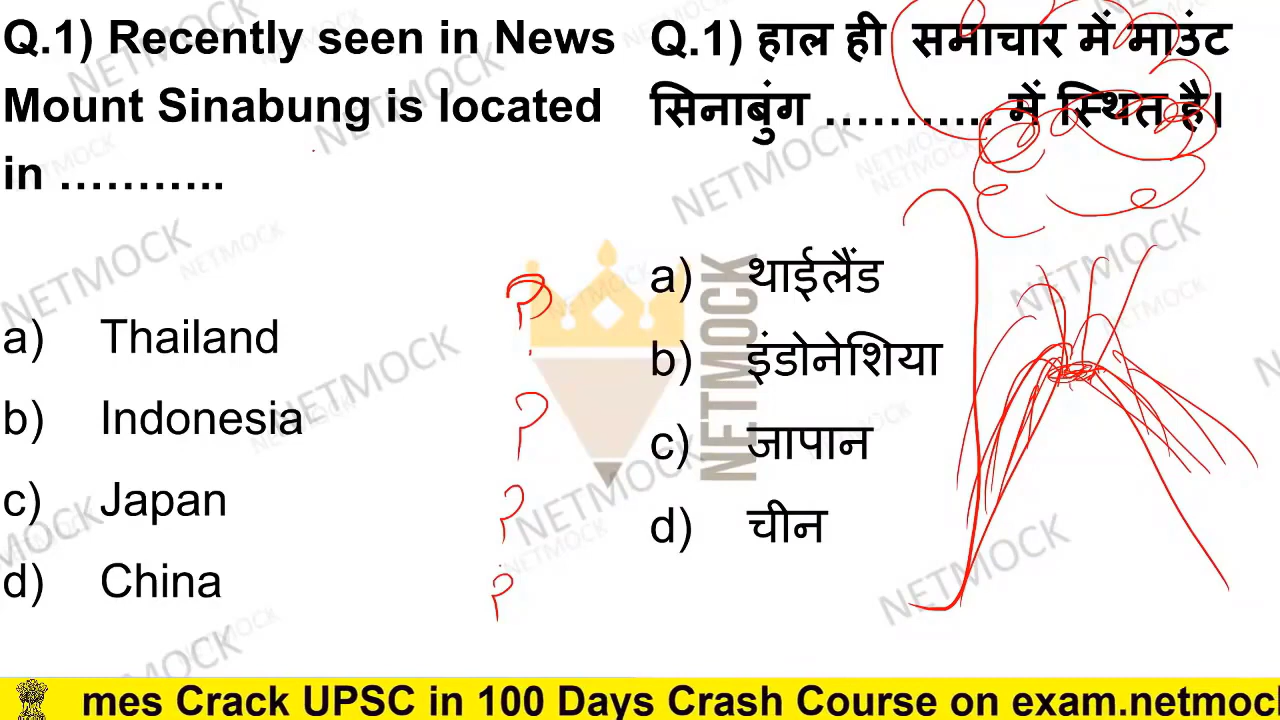 Q.1) Recently seen in News
Mount Sinabung is located
in ………..
a) Thailand
b) Indonesia
c) Japan
d) China
Q.1) हाल ही समाचार में माउंट
सिनाबुंग ……….. में स्थित है।
a) थाईलैंड
b) इंडोनेशिया
c) जापान
d) चीन
? 
?
?
?
NETMOCK
mes Crack UPSC in 100 Days Crash Course on exam.netmoc